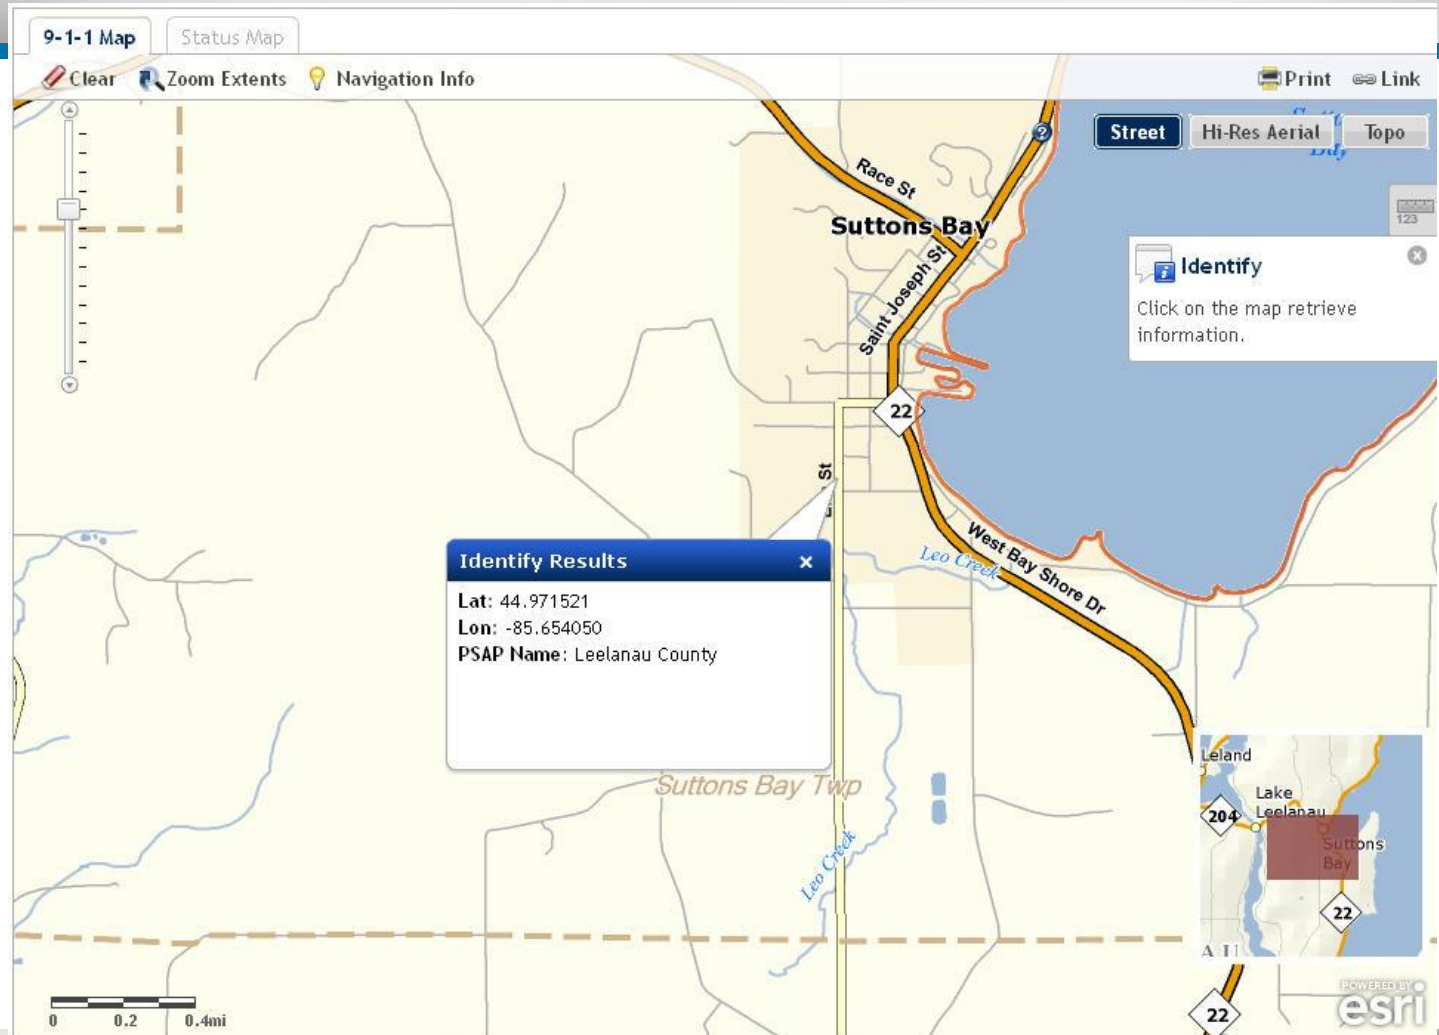 9-1-1 Map
Status Map
Clear
Zoom Extents
Navigation Info
Print
Link
Street
Hi-Res Aerial
Topo
123
Identify
Click on the map retrieve
information.
Race St
Suttons Bay
Saint Joseph St
22
St
West Bay Shore Dr
Leo Creek
Identify Results
Lat: 44.971521
Lon: -85.654050
PSAP Name: Leelanau County
Suttons Bay Twp
Leo Creek
Leland
Lake
Leelanau
204
Suttons
Bay
22
A U
0 0.2 0.4mi
22
POWERED BY
esri